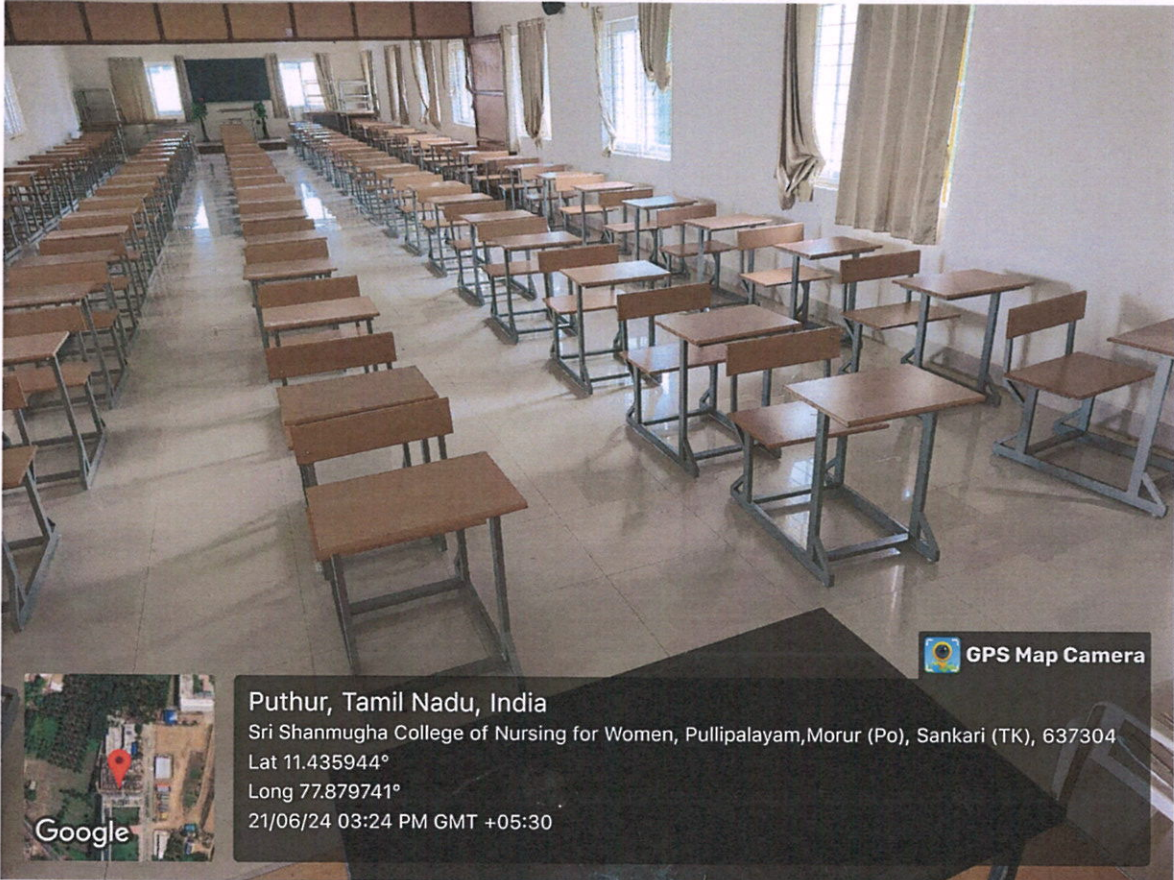 GPS Map Camera
Puthur, Tamil Nadu, India
Sri Shanmugha College of Nursing for Women, Pullipalayam,Morur (Po), Sankari (TK), 637304
Lat 11.435944°
Long 77.879741°
21/06/24 03:24 PM GMT +05:30
Google